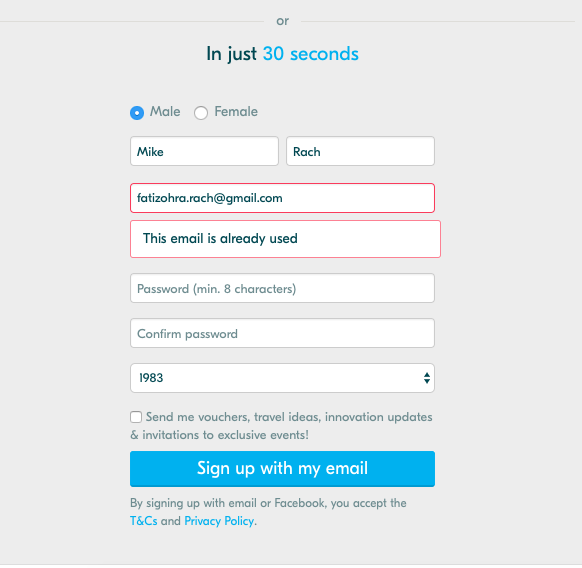 or
In just 30 seconds
Male Female
Mike Rach
fatizohra.rach@gmail.com
This email is already used
Password (min. 8 characters)
Confirm password
1983
Send me vouchers, travel ideas, innovation updates
& invitations to exclusive events!
Sign up with my email
By signing up with email or Facebook, you accept the
T&Cs and Privacy Policy.